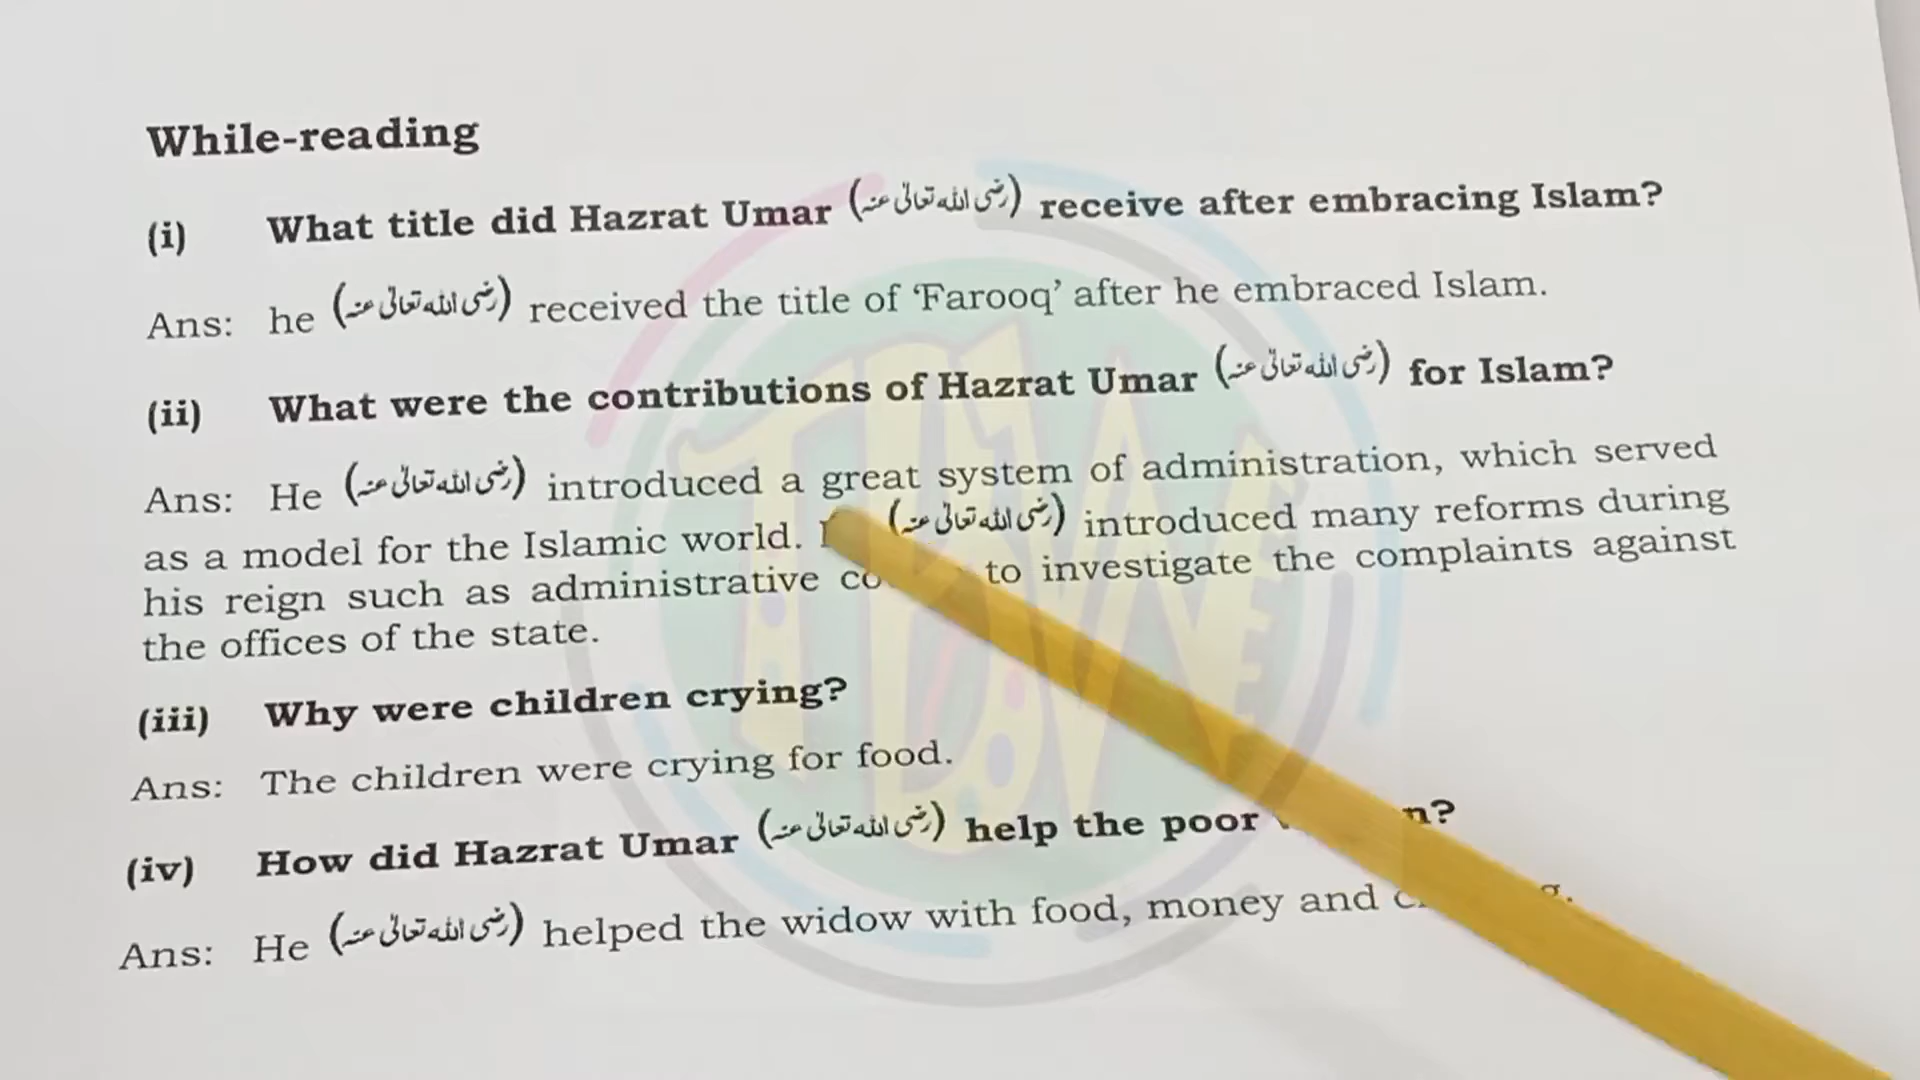 While-reading
(i) What title did Hazrat Umar (رضی اللہ تعالیٰ عنہ) receive after embracing Islam?
Ans: he (رضی اللہ تعالیٰ عنہ) received the title of ‘Farooq’ after he embraced Islam.
(ii) What were the contributions of Hazrat Umar (رضی اللہ تعالیٰ عنہ) for Islam?
Ans: He (رضی اللہ تعالیٰ عنہ) introduced a great system of administration, which served
as a model for the Islamic world. (رضی اللہ تعالیٰ عنہ) introduced many reforms during
his reign such as administrative to investigate the complaints against
the offices of the state.
(iii) Why were children crying?
Ans: The children were crying for food.
(iv) How did Hazrat Umar (رضی اللہ تعالیٰ عنہ) help the poor
Ans: He (رضی اللہ تعالیٰ عنہ) helped the widow with food, money and